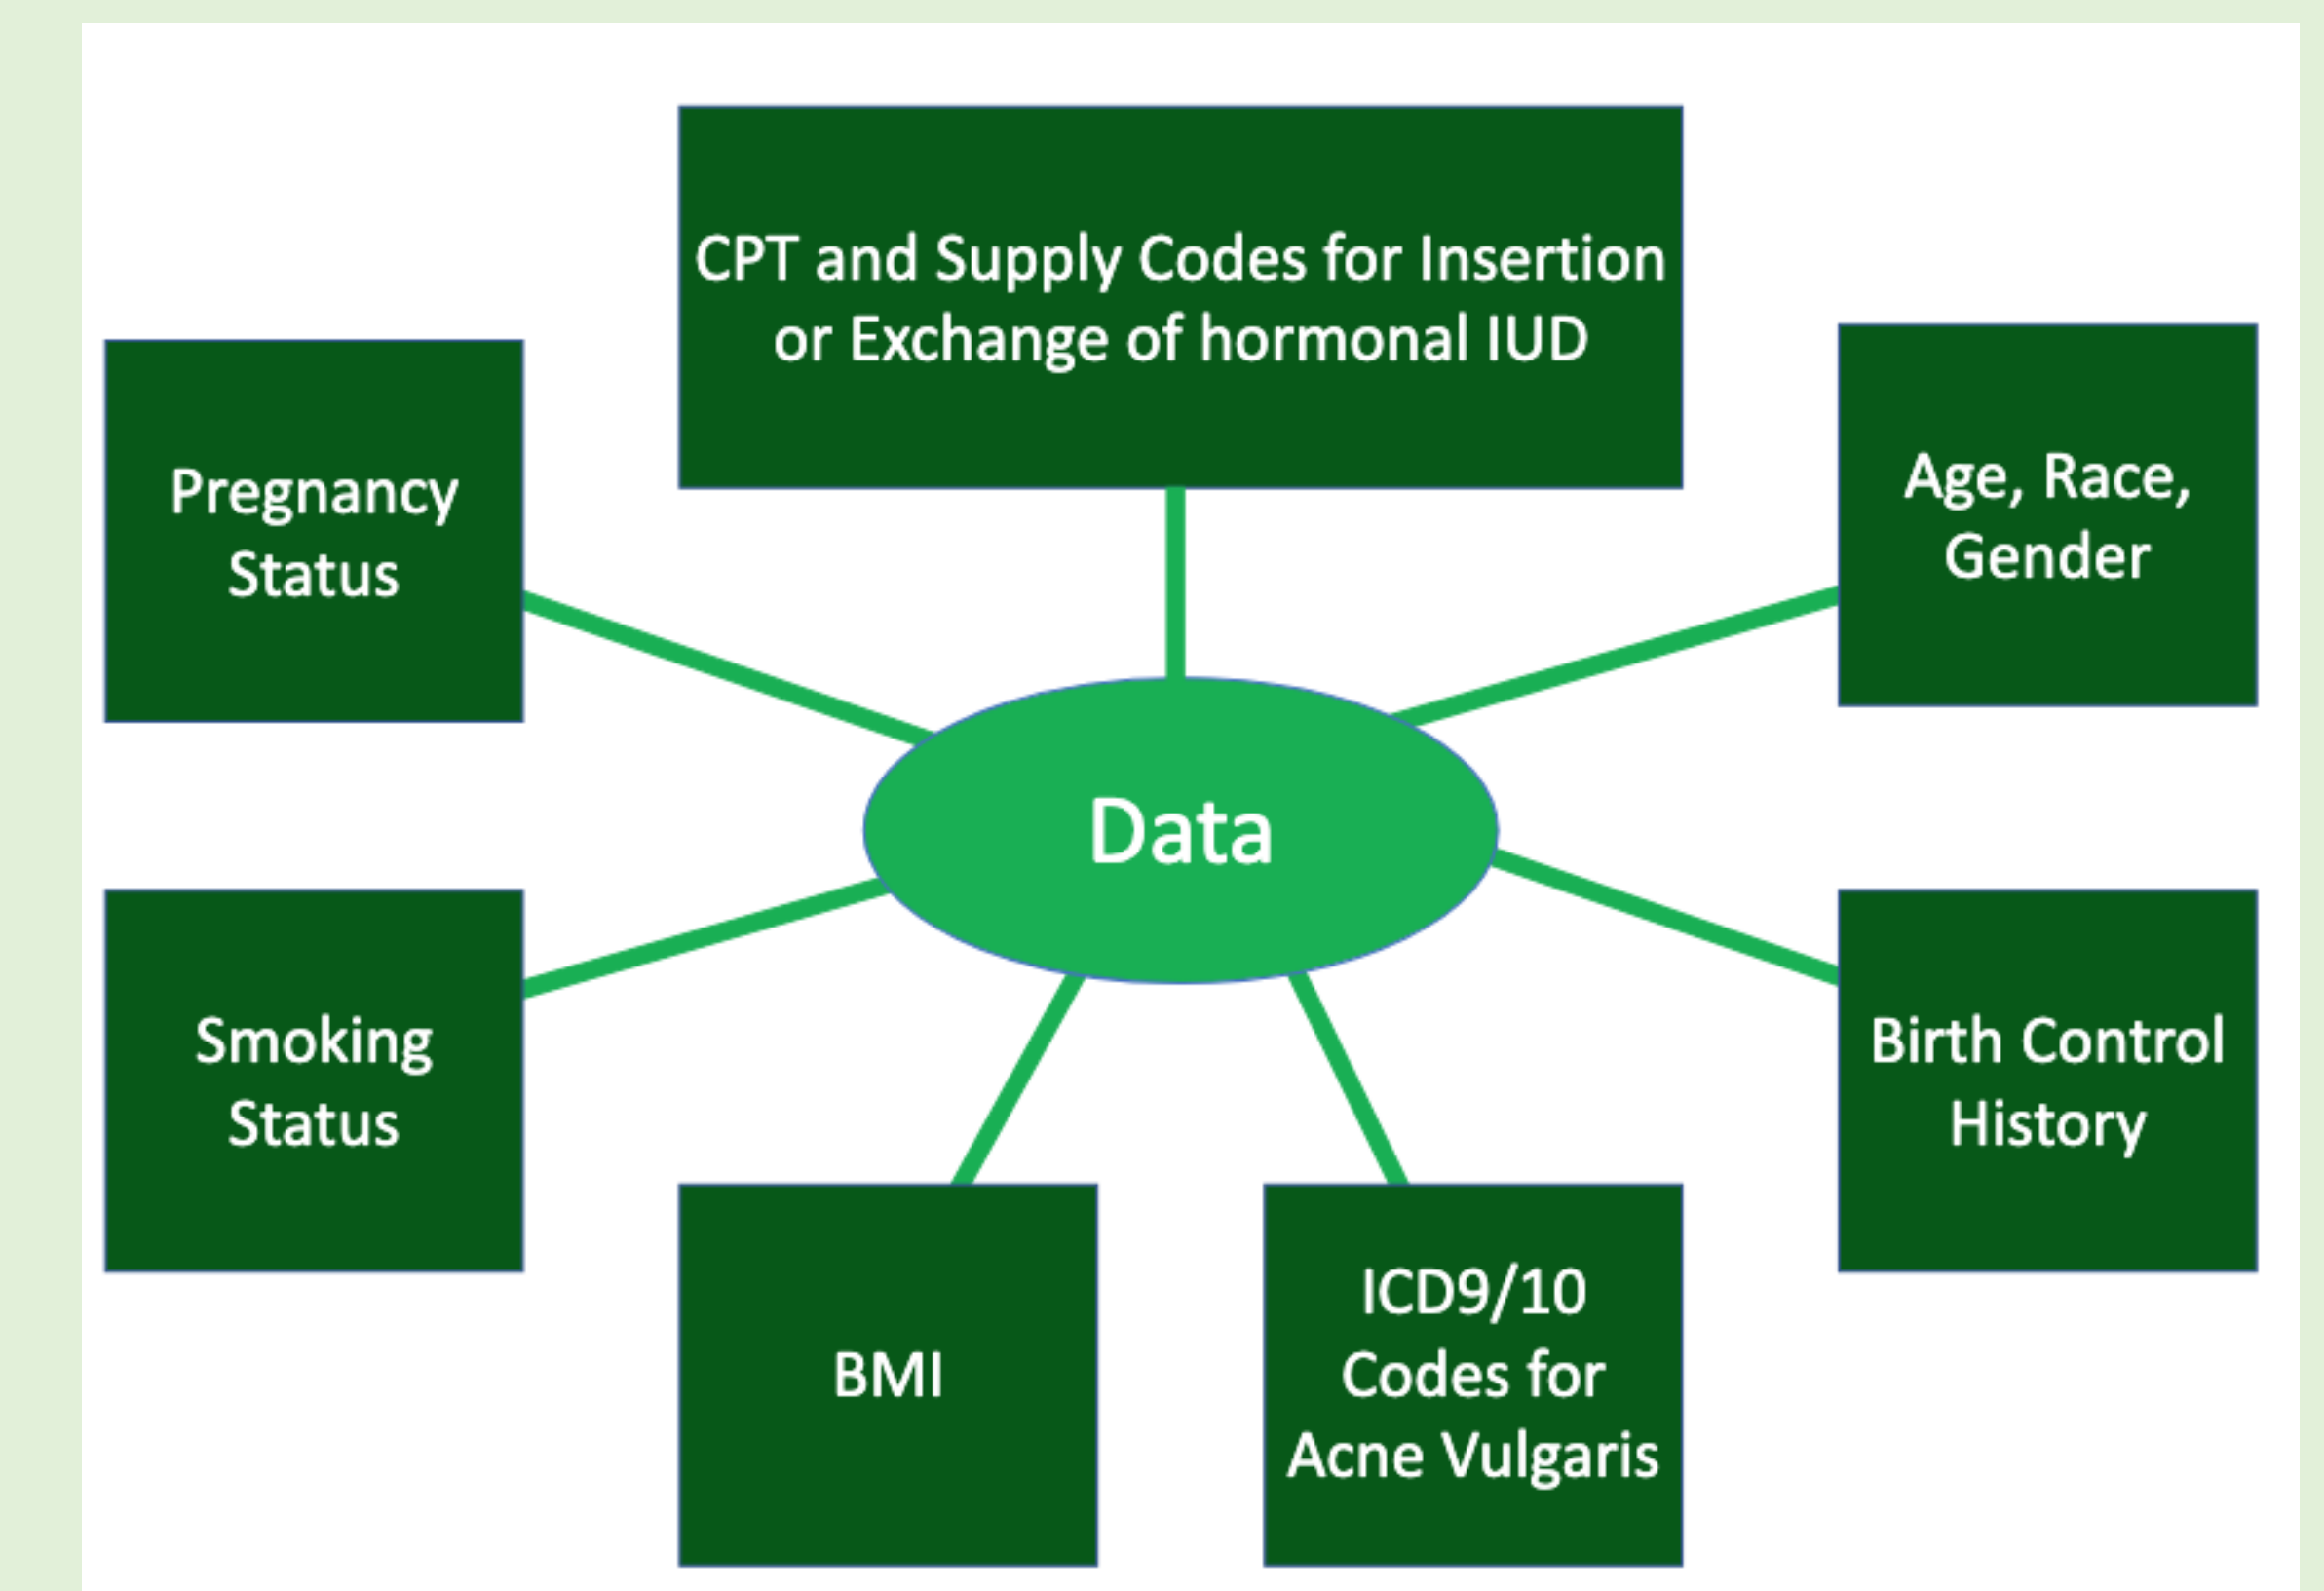 CPT and Supply Codes for Insertion
or Exchange of hormonal IUD
Pregnancy
Status
Age, Race,
Gender
Data
Smoking
Status
Birth Control
History
BMI
ICD9/10
Codes for
Acne Vulgaris